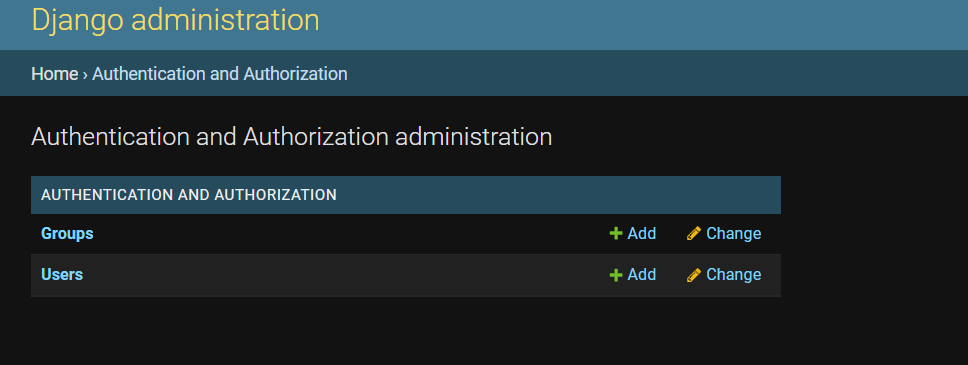 Django administration
Home › Authentication and Authorization
Authentication and Authorization administration
AUTHENTICATION AND AUTHORIZATION
Groups Add Change
Users Add Change